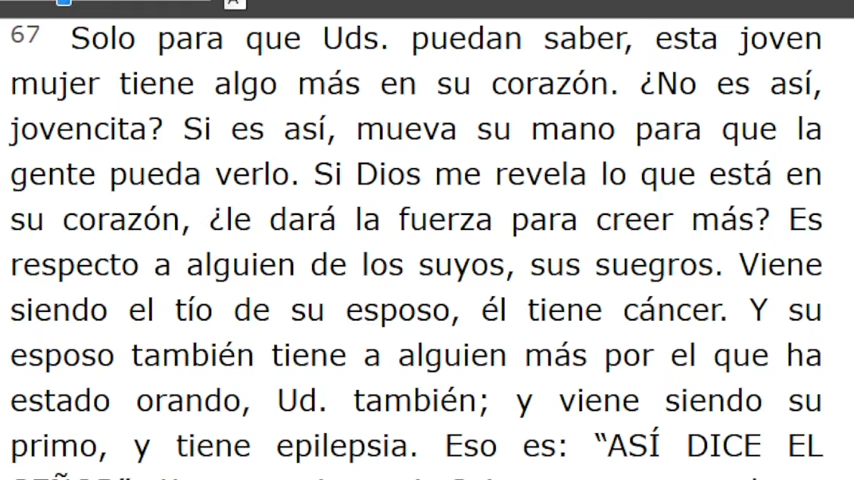 67 Solo para que Uds. puedan saber, esta joven
mujer tiene algo más en su corazón. ¿No es así,
jovencita? Si es así, mueva su mano para que la
gente pueda verlo. Si Dios me revela lo que está en
su corazón, ¿le dará la fuerza para creer más? Es
respecto a alguien de los suyos, sus suegros. Viene
siendo el tío de su esposo, él tiene cáncer. Y su
esposo también tiene a alguien más por el que ha
estado orando, Ud. también; y viene siendo su
primo, y tiene epilepsia. Eso es: “ASÍ DICE EL